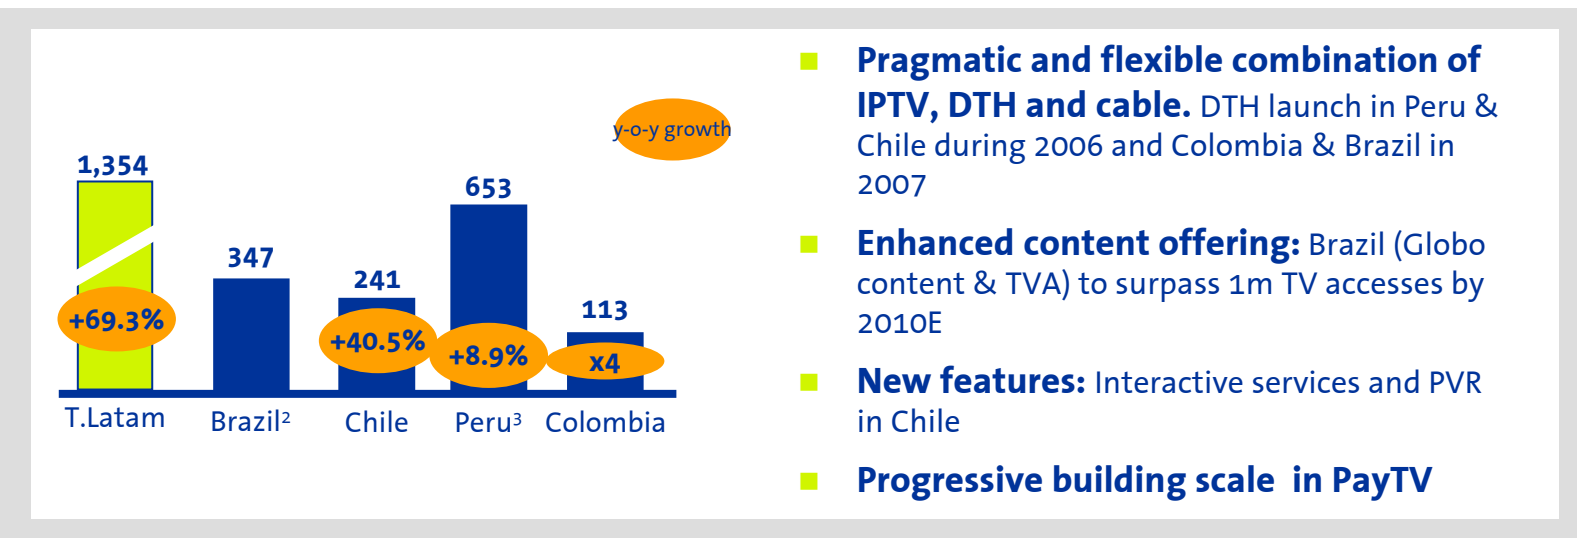 y-o-y growth
1,354
653
347
241
113
+69.3%
+40.5%
+8.9%
x4
T.Latam
Brazil²
Chile
Peru³
Colombia
Pragmatic and flexible combination of
IPTV, DTH and cable. DTH launch in Peru &
Chile during 2006 and Colombia & Brazil in
2007
Enhanced content offering: Brazil (Globo
content & TVA) to surpass 1m TV accesses by
2010E
New features: Interactive services and PVR
in Chile
Progressive building scale in PayTV